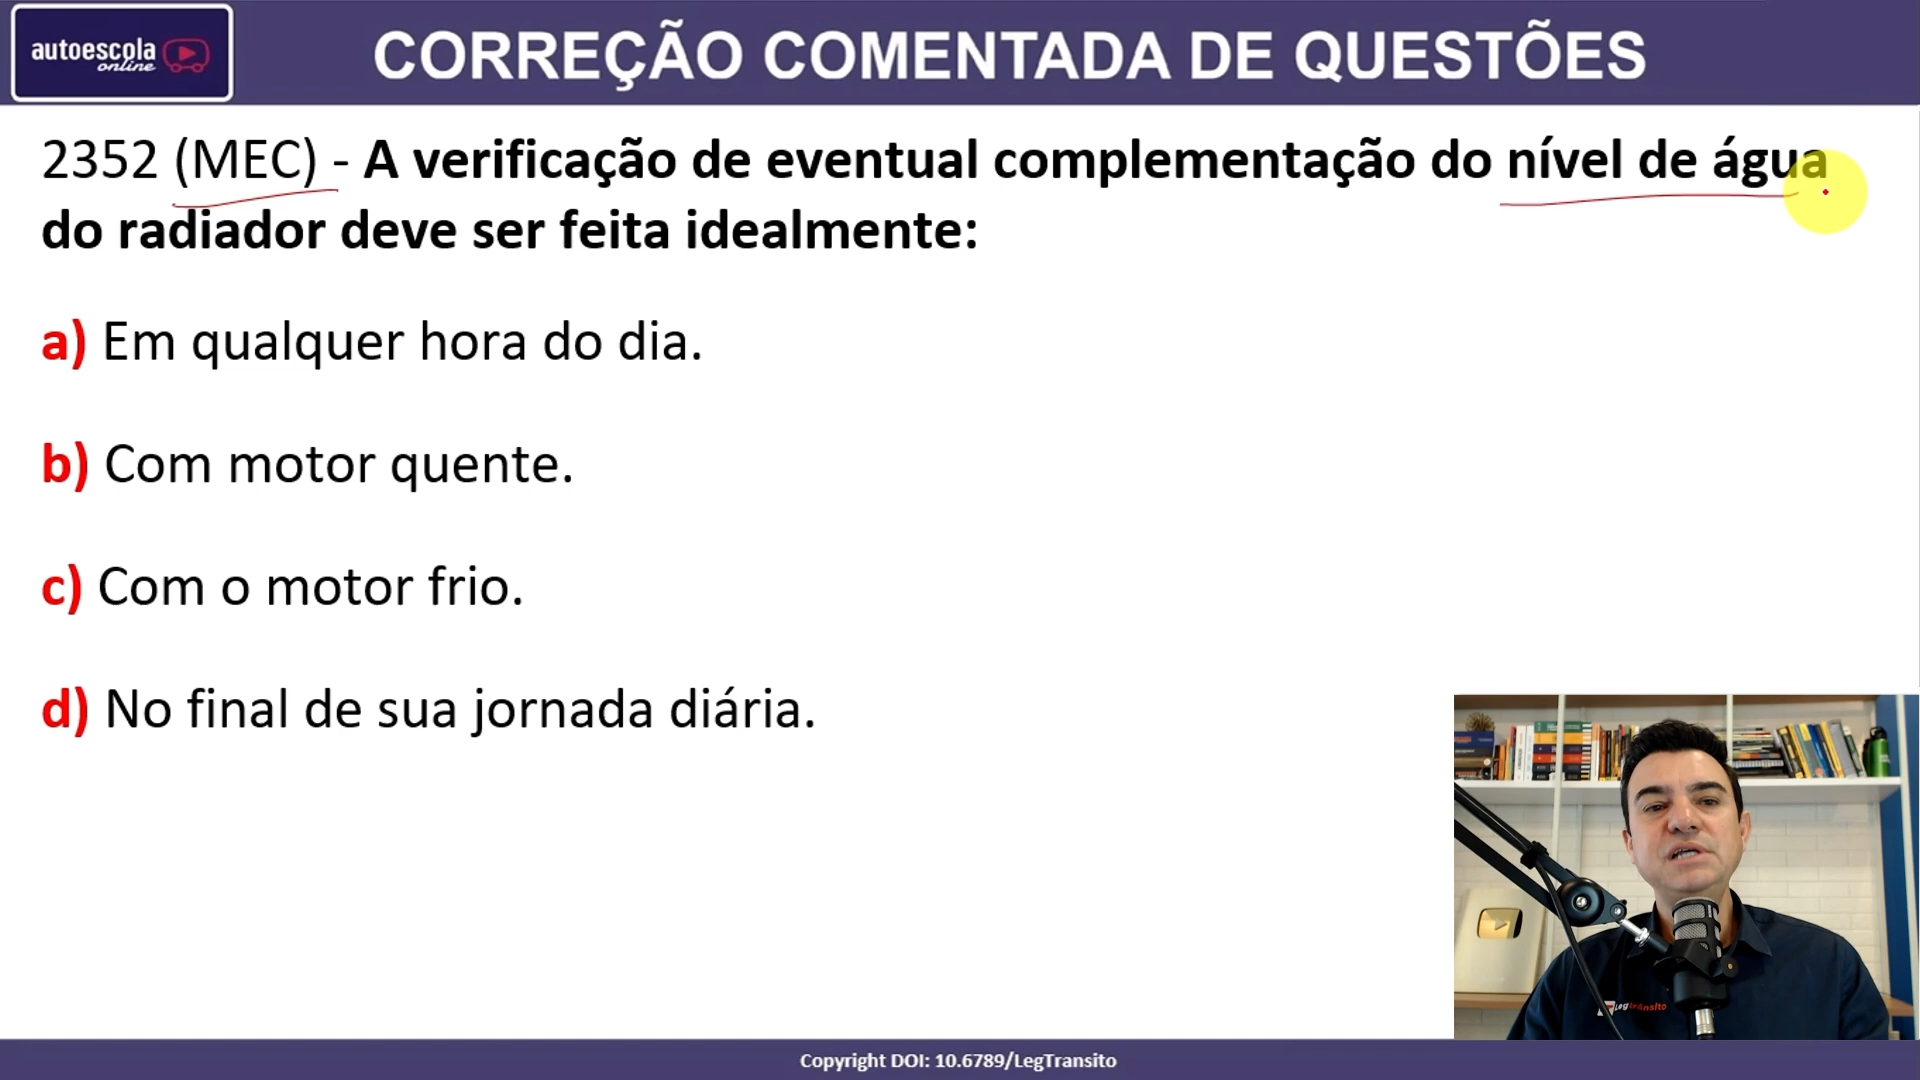 autoescola
online
CORREÇÃO COMENTADA DE QUESTÕES
2352 (MEC) - A verificação de eventual complementação do nível de água
do radiador deve ser feita idealmente:
a) Em qualquer hora do dia.
b) Com motor quente.
c) Com o motor frio.
d) No final de sua jornada diária.
Legtrânsito
Copyright DOI: 10.6789/LegTransito